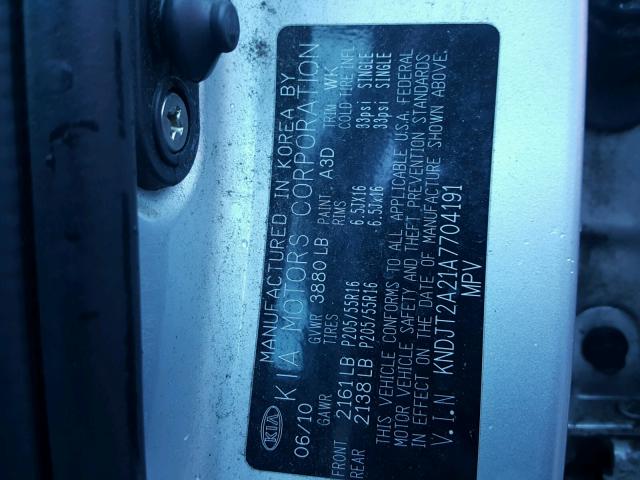 KIA
MANUFACTURED IN KOREA BY
06/10 KIA MOTORS CORPORATION
GVWR 3880 LB PAINT A3D TRIM WK
GAWR TIRES RIMS COLD TIRE INFL
FRONT 2161 LB P205/55R16 6.5JX16 33psi SINGLE
REAR 2138 LB P205/55R16 6.5Jx16 33psi SINGLE
THIS VEHICLE CONFORMS TO ALL APPLICABLE U.S.A. FEDERAL
MOTOR VEHICLE SAFETY AND THEFT PREVENTION STANDARDS
IN EFFECT ON THE DATE OF MANUFACTURE SHOWN ABOVE.
V.I.N KNDJT2A21A7704191
MPV